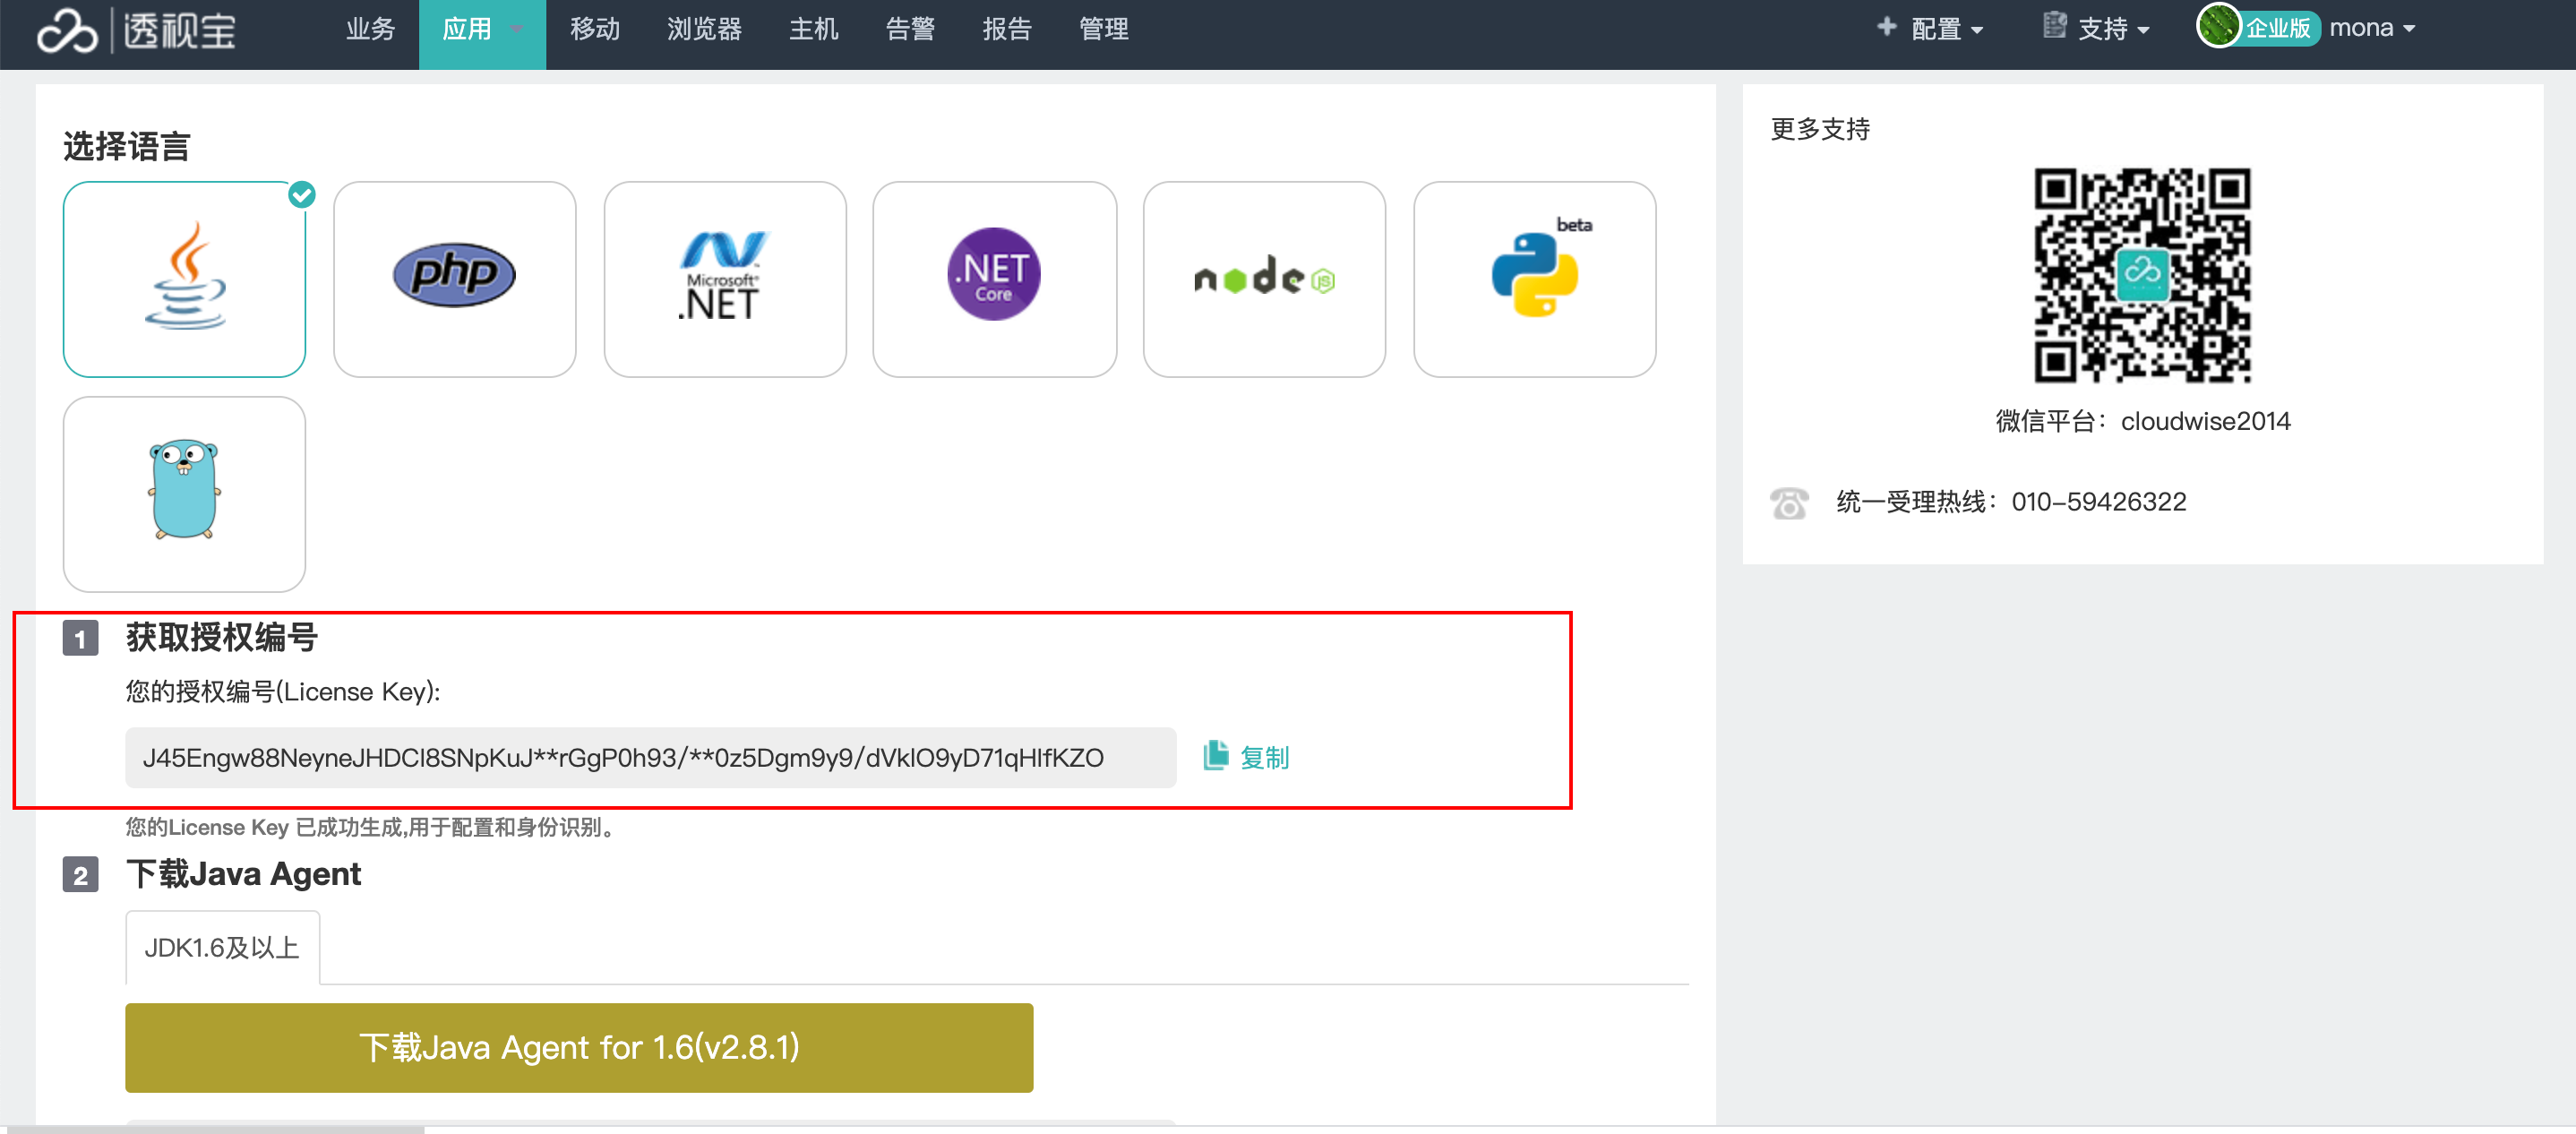 透视宝
业务 应用 移动 浏览器 主机 告警 报告 管理
配置 支持 企业版 mona
选择语言
php
Microsoft
.NET
.NET
Core
node JS
beta
1 获取授权编号
您的授权编号(License Key):
J45Engw88NeyneJHDCI8SNpKuJ**rGgP0h93/**0z5Dgm9y9/dVklO9yD71qHIfKZO
复制
您的License Key 已成功生成,用于配置和身份识别。
2 下载Java Agent
JDK1.6及以上
下载Java Agent for 1.6(v2.8.1)
更多支持
微信平台：cloudwise2014
统一受理热线：010-59426322